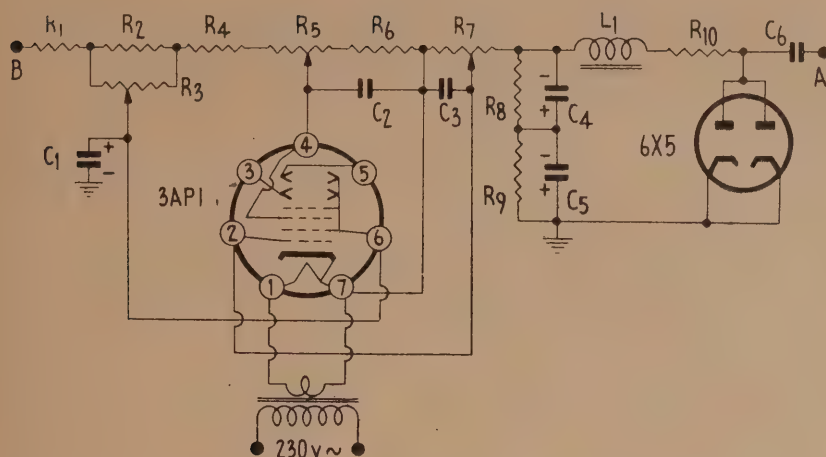 R1 R2 R4 R5 R6 R7 L1 R10 C6
B R3 A
C2 C3 R8 - + C4 6X5
C1 + -
3AP1 4 3 5 2 6 1 7
R9 - + C5
230v~